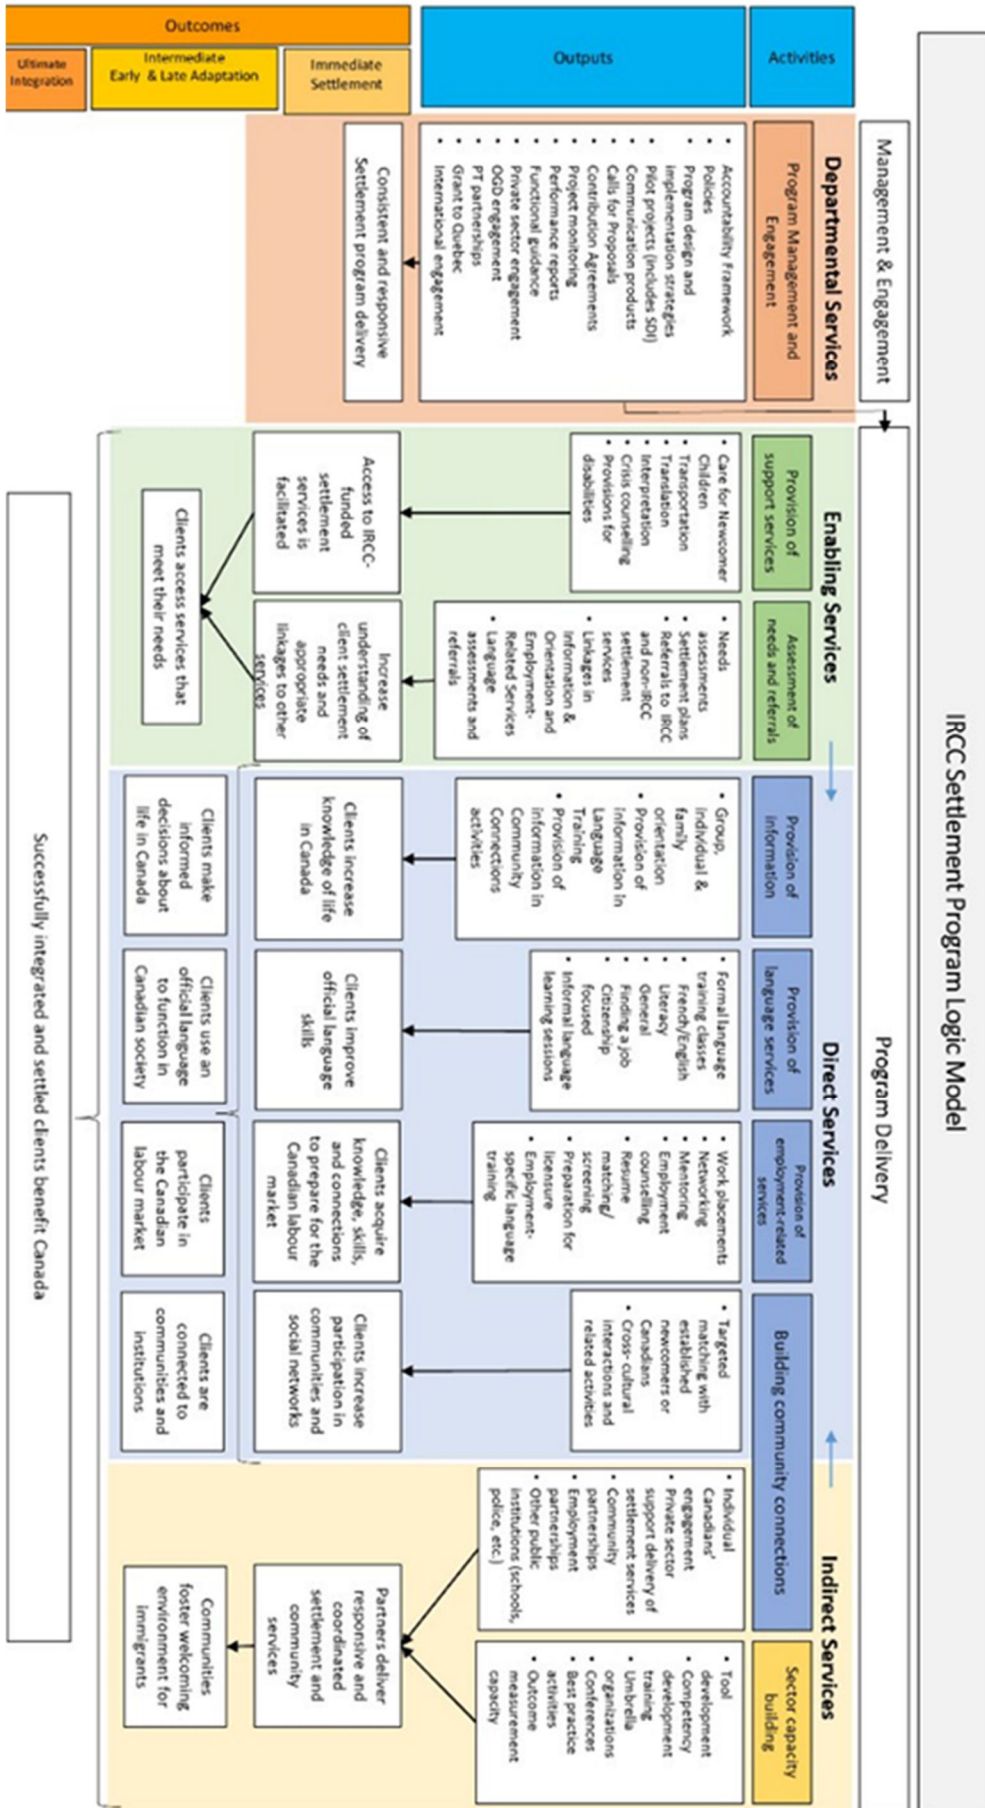 IRCC Settlement Program Logic Model
Management & Engagement
Program Delivery
Departmental Services
Enabling Services
Direct Services
Indirect Services
Activities
Program Management and
Engagement
Provision of
support services
Assessment of
needs and referrals
Provision of
information
Provision of
language services
Provision of
employment-related
services
Building community connections
Sector capacity
building
Outputs
• Accountability Framework
• Policies
• Program design and
implementation strategies
• Pilot projects (includes SDI)
• Communication products
• Calls for Proposals
• Contribution Agreements
• Project monitoring
• Performance reports
• Functional guidance
• Private sector engagement
• OGD engagement
• PT partnerships
• Grant to Quebec
• International engagement
• Care for Newcomer
Children
• Transportation
• Translation
• Interpretation
• Crisis counselling
• Provisions for
disabilities
• Needs
assessments
• Settlement plans
• Referrals to IRCC
and non-IRCC
settlement
services
• Linkages in
Information &
Orientation and
Employment-
Related Services
• Language
assessments and
referrals
• Group,
individual &
family
orientation
• Provision of
information in
Language
Training
• Provision of
information in
Community
Connections
activities
• Formal language
training classes
• French/English
• Literacy
• General
• Finding a job
• Citizenship
focused
• Informal language
learning sessions
• Work placements
• Networking
• Mentoring
• Employment
counselling
• Resume
matching/
screening
• Preparation for
licensure
• Employment-
specific language
training
• Targeted
matching with
established
newcomers or
Canadians
• Cross- cultural
interactions and
related activities
• Individual
Canadians'
engagement
• Private sector
support delivery of
settlement services
• Community
partnerships
• Employment
partnerships
• Other public
institutions (schools,
police, etc.)
• Tool
development
• Competency
development
training
• Umbrella
organizations
• Conferences
• Best practice
activities
• Outcome
measurement
capacity
Outcomes
Immediate
Settlement
Consistent and responsive
Settlement program delivery
Access to IRCC-
funded
settlement
services is
facilitated
Increase
understanding of
client settlement
needs and
appropriate
linkages to other
services
Clients increase
knowledge of life
in Canada
Clients improve
official language
skills
Clients acquire
knowledge, skills,
and connections
to prepare for the
Canadian labour
market
Clients increase
participation in
communities and
social networks
Partners deliver
responsive and
coordinated
settlement and
community
services
Intermediate
Early & Late Adaptation
Clients access services that
meet their needs
Clients make
informed
decisions about
life in Canada
Clients use an
official language
to function in
Canadian society
Clients
participate in
the Canadian
labour market
Clients are
connected to
communities and
institutions
Communities
foster welcoming
environment for
immigrants
Ultimate
Integration
Successfully integrated and settled clients benefit Canada